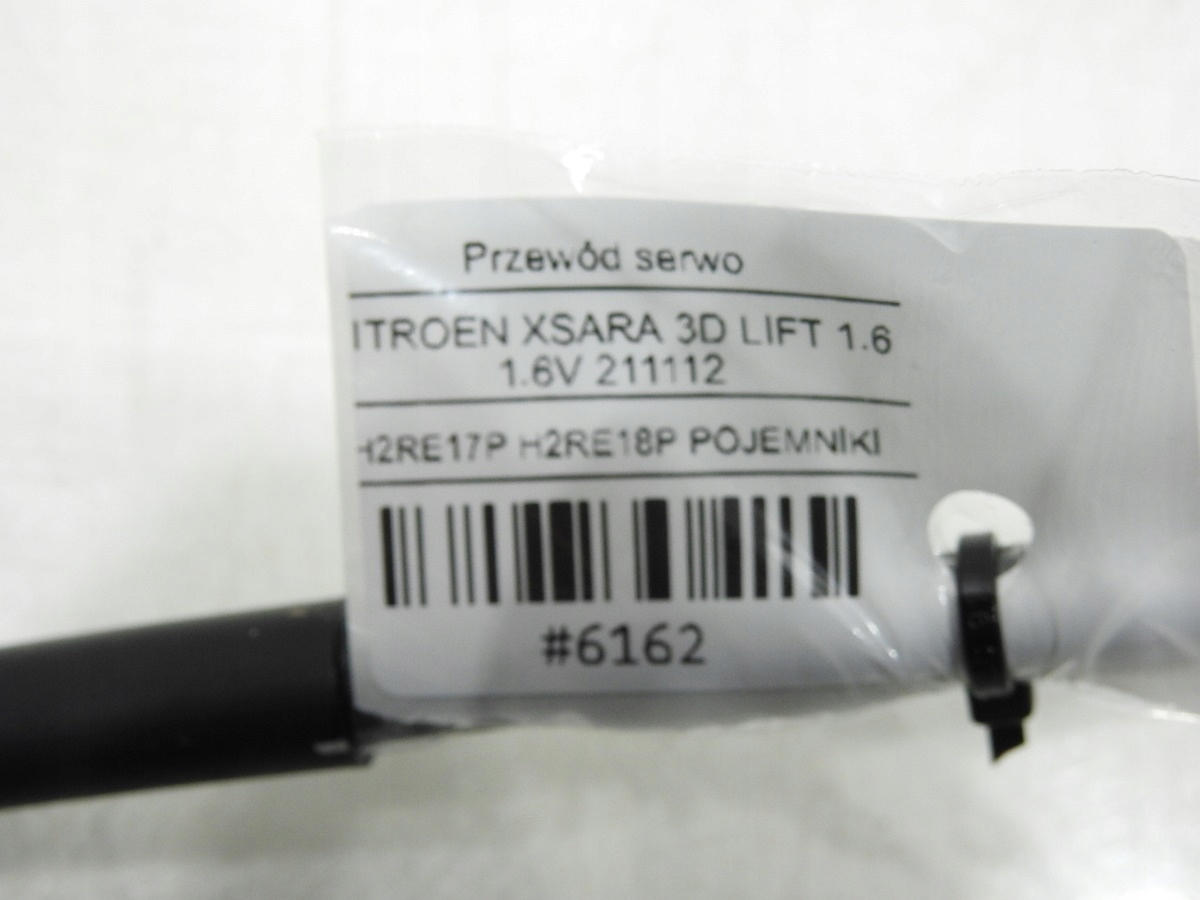 Przewód serwo
ITROEN XSARA 3D LIFT 1.6
1.6V 211112
H2RE17P H2RE18P POJEMNIKI
#6162